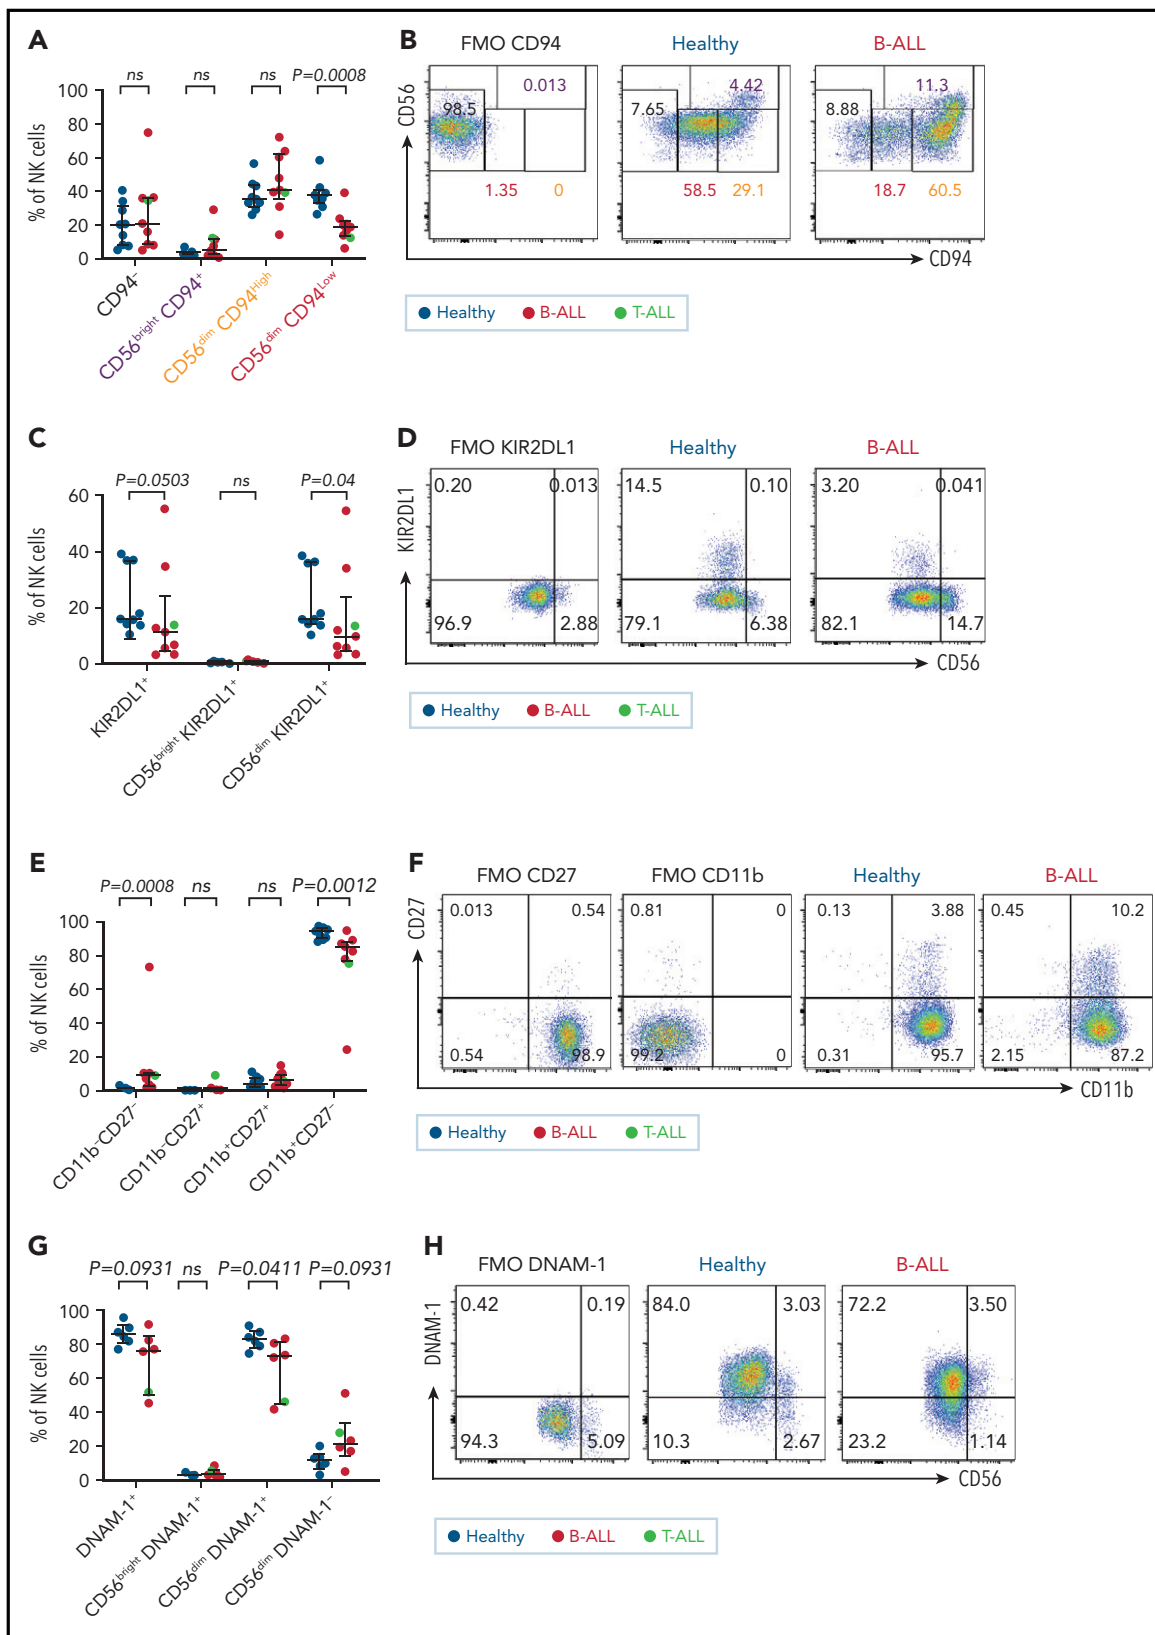 A
ns
ns
ns
P=0.0008
% of NK cells
100
80
60
40
20
0
CD94⁻
CD56ᵇʳⁱᵍʰᵗ CD94⁺
CD56ᵈⁱᵐ CD94ᴴⁱᵍʰ
CD56ᵈⁱᵐ CD94ᴸᵒʷ
B
FMO CD94
Healthy
B-ALL
CD56
0.013
98.5
1.35
0
4.42
7.65
58.5
29.1
11.3
8.88
18.7
60.5
CD94
Healthy
B-ALL
T-ALL
C
P=0.0503
ns
P=0.04
% of NK cells
60
40
20
0
KIR2DL1⁺
CD56ᵇʳⁱᵍʰᵗ KIR2DL1⁺
CD56ᵈⁱᵐ KIR2DL1⁺
D
FMO KIR2DL1
Healthy
B-ALL
KIR2DL1
0.20
0.013
96.9
2.88
14.5
0.10
79.1
6.38
3.20
0.041
82.1
14.7
CD56
Healthy
B-ALL
T-ALL
E
P=0.0008
ns
ns
P=0.0012
% of NK cells
100
80
60
40
20
0
CD11b⁻CD27⁻
CD11b⁻CD27⁺
CD11b⁺CD27⁺
CD11b⁺CD27⁻
F
FMO CD27
FMO CD11b
Healthy
B-ALL
CD27
0.013
0.54
0.54
98.9
0.81
0
99.2
0
0.13
3.88
0.31
95.7
0.45
10.2
2.15
87.2
CD11b
Healthy
B-ALL
T-ALL
G
P=0.0931
ns
P=0.0411
P=0.0931
% of NK cells
100
80
60
40
20
0
DNAM-1⁺
CD56ᵇʳⁱᵍʰᵗ DNAM-1⁺
CD56ᵈⁱᵐ DNAM-1⁺
CD56ᵈⁱᵐ DNAM-1⁻
H
FMO DNAM-1
Healthy
B-ALL
DNAM-1
0.42
0.19
94.3
5.09
84.0
3.03
10.3
2.67
72.2
3.50
23.2
1.14
CD56
Healthy
B-ALL
T-ALL